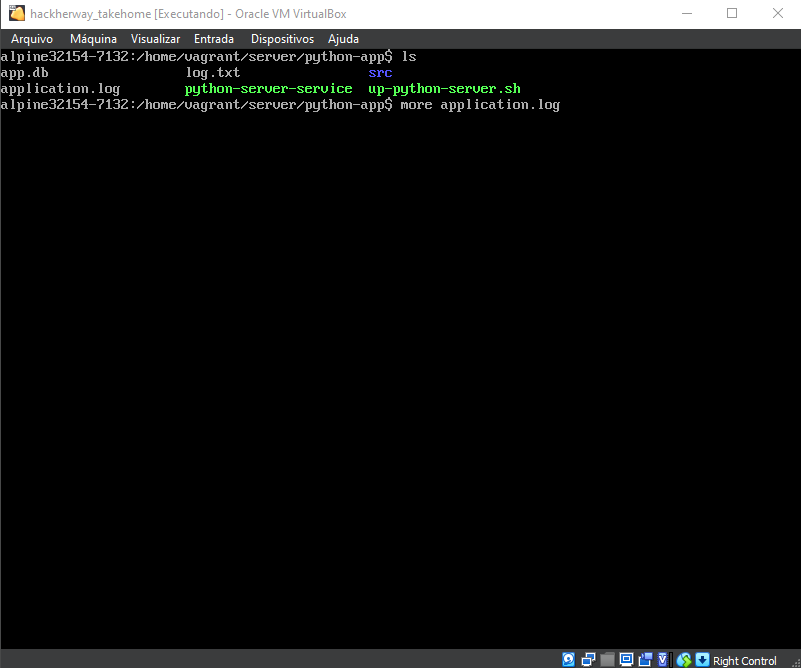 hackherway_takehome [Executando] - Oracle VM VirtualBox
Arquivo Máquina Visualizar Entrada Dispositivos Ajuda
alpine32154-7132:/home/vagrant/server/python-app$ ls
app.db log.txt src
application.log python-server-service up-python-server.sh
alpine32154-7132:/home/vagrant/server/python-app$ more application.log
Right Control